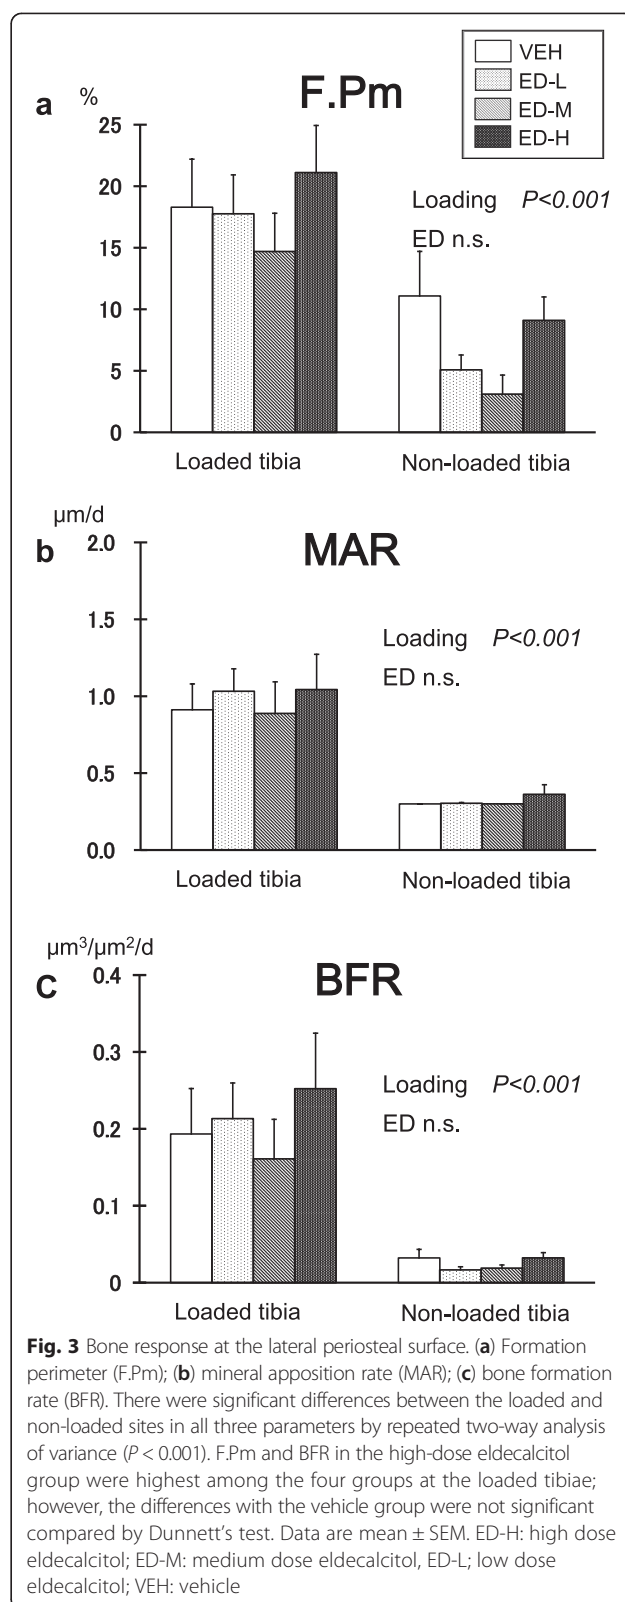 VEH
ED-L
ED-M
ED-H
a
%
F.Pm
25
20
15
10
5
0
Loading P<0.001
ED n.s.
Loaded tibia
Non-loaded tibia
µm/d
b
MAR
2.0
1.5
1.0
0.5
0.0
Loading P<0.001
ED n.s.
Loaded tibia
Non-loaded tibia
µm³/µm²/d
c
BFR
0.4
0.3
0.2
0.1
0
Loading P<0.001
ED n.s.
Loaded tibia
Non-loaded tibia
Fig. 3 Bone response at the lateral periosteal surface. (a) Formation
perimeter (F.Pm); (b) mineral apposition rate (MAR); (c) bone formation
rate (BFR). There were significant differences between the loaded and
non-loaded sites in all three parameters by repeated two-way analysis
of variance (P < 0.001). F.Pm and BFR in the high-dose eldecalcitol
group were highest among the four groups at the loaded tibiae;
however, the differences with the vehicle group were not significant
compared by Dunnett's test. Data are mean ± SEM. ED-H: high dose
eldecalcitol; ED-M: medium dose eldecalcitol, ED-L; low dose
eldecalcitol; VEH: vehicle